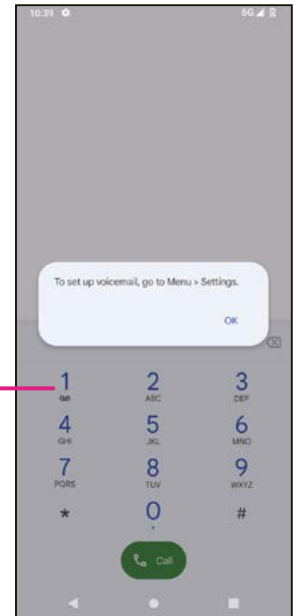 10:39 5G
To set up voicemail, go to Menu > Settings.
OK
1 2 3
ABC DEF
4 5 6
GHI JKL MNO
7 8 9
PQRS TUV WXYZ
* 0 #
+
Call